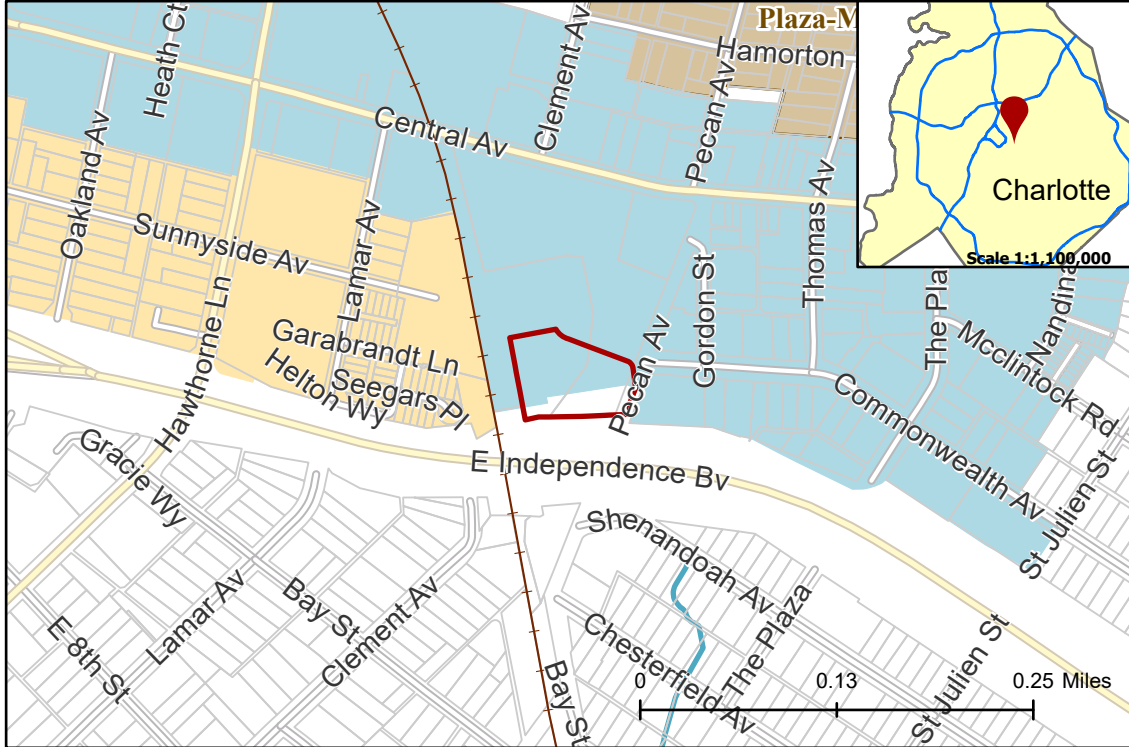 Plaza-M
Hamorton
Heath Ct
Clement Av
Pecan Av
Central Av
Oakland Av
Sunnyside Av
Lamar Av
Thomas Av
Charlotte
Scale 1:1,100,000
Gordon St
The Pla
Nandina
Mcclintock Rd
Hawthorne Ln
Garabrandt Ln
Helton Wy
Seegars Pl
Pecan Av
Commonwealth Av
St Julien St
Gracie Wy
E Independence Bv
Shenandoah Av
Lamar Av
Bay St
Clement Av
The Plaza
E 8th St
Chesterfield Av
Bay St
St Julien St
0 0.13 0.25 Miles